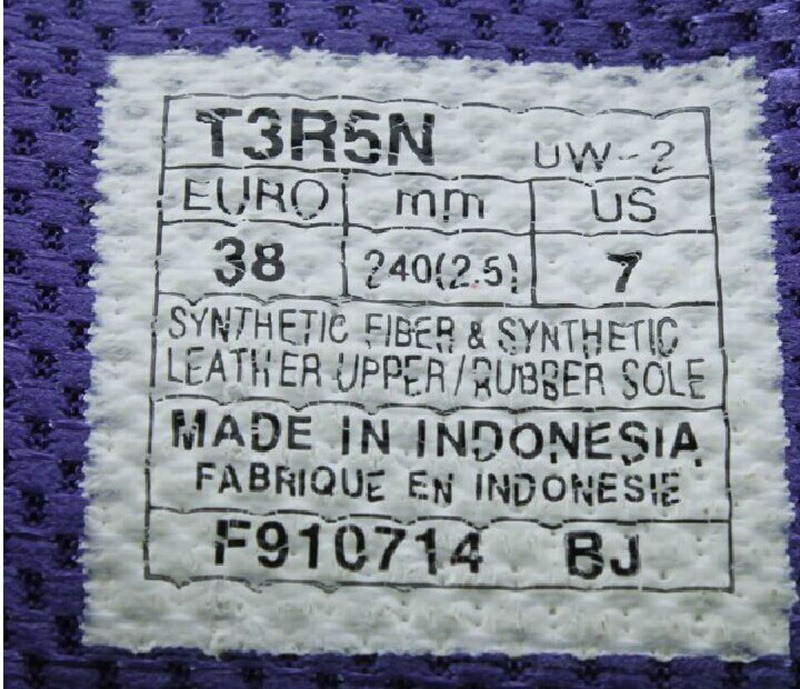 T3R5N UW-2
EURO mm US
38 240(2.5) 7
SYNTHETIC FIBER & SYNTHETIC
LEATHER UPPER/RUBBER SOLE
MADE IN INDONESIA
FABRIQUE EN INDONESIE
F910714 BJ